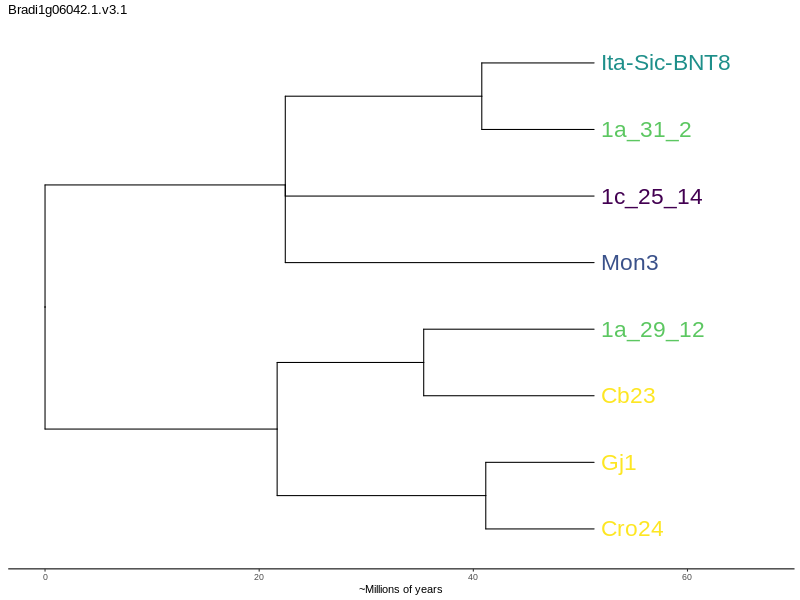 Bradi1g06042.1.v3.1
Ita-Sic-BNT8
1a_31_2
1c_25_14
Mon3
1a_29_12
Cb23
Gj1
Cro24
0 20 40 60
~Millions of years